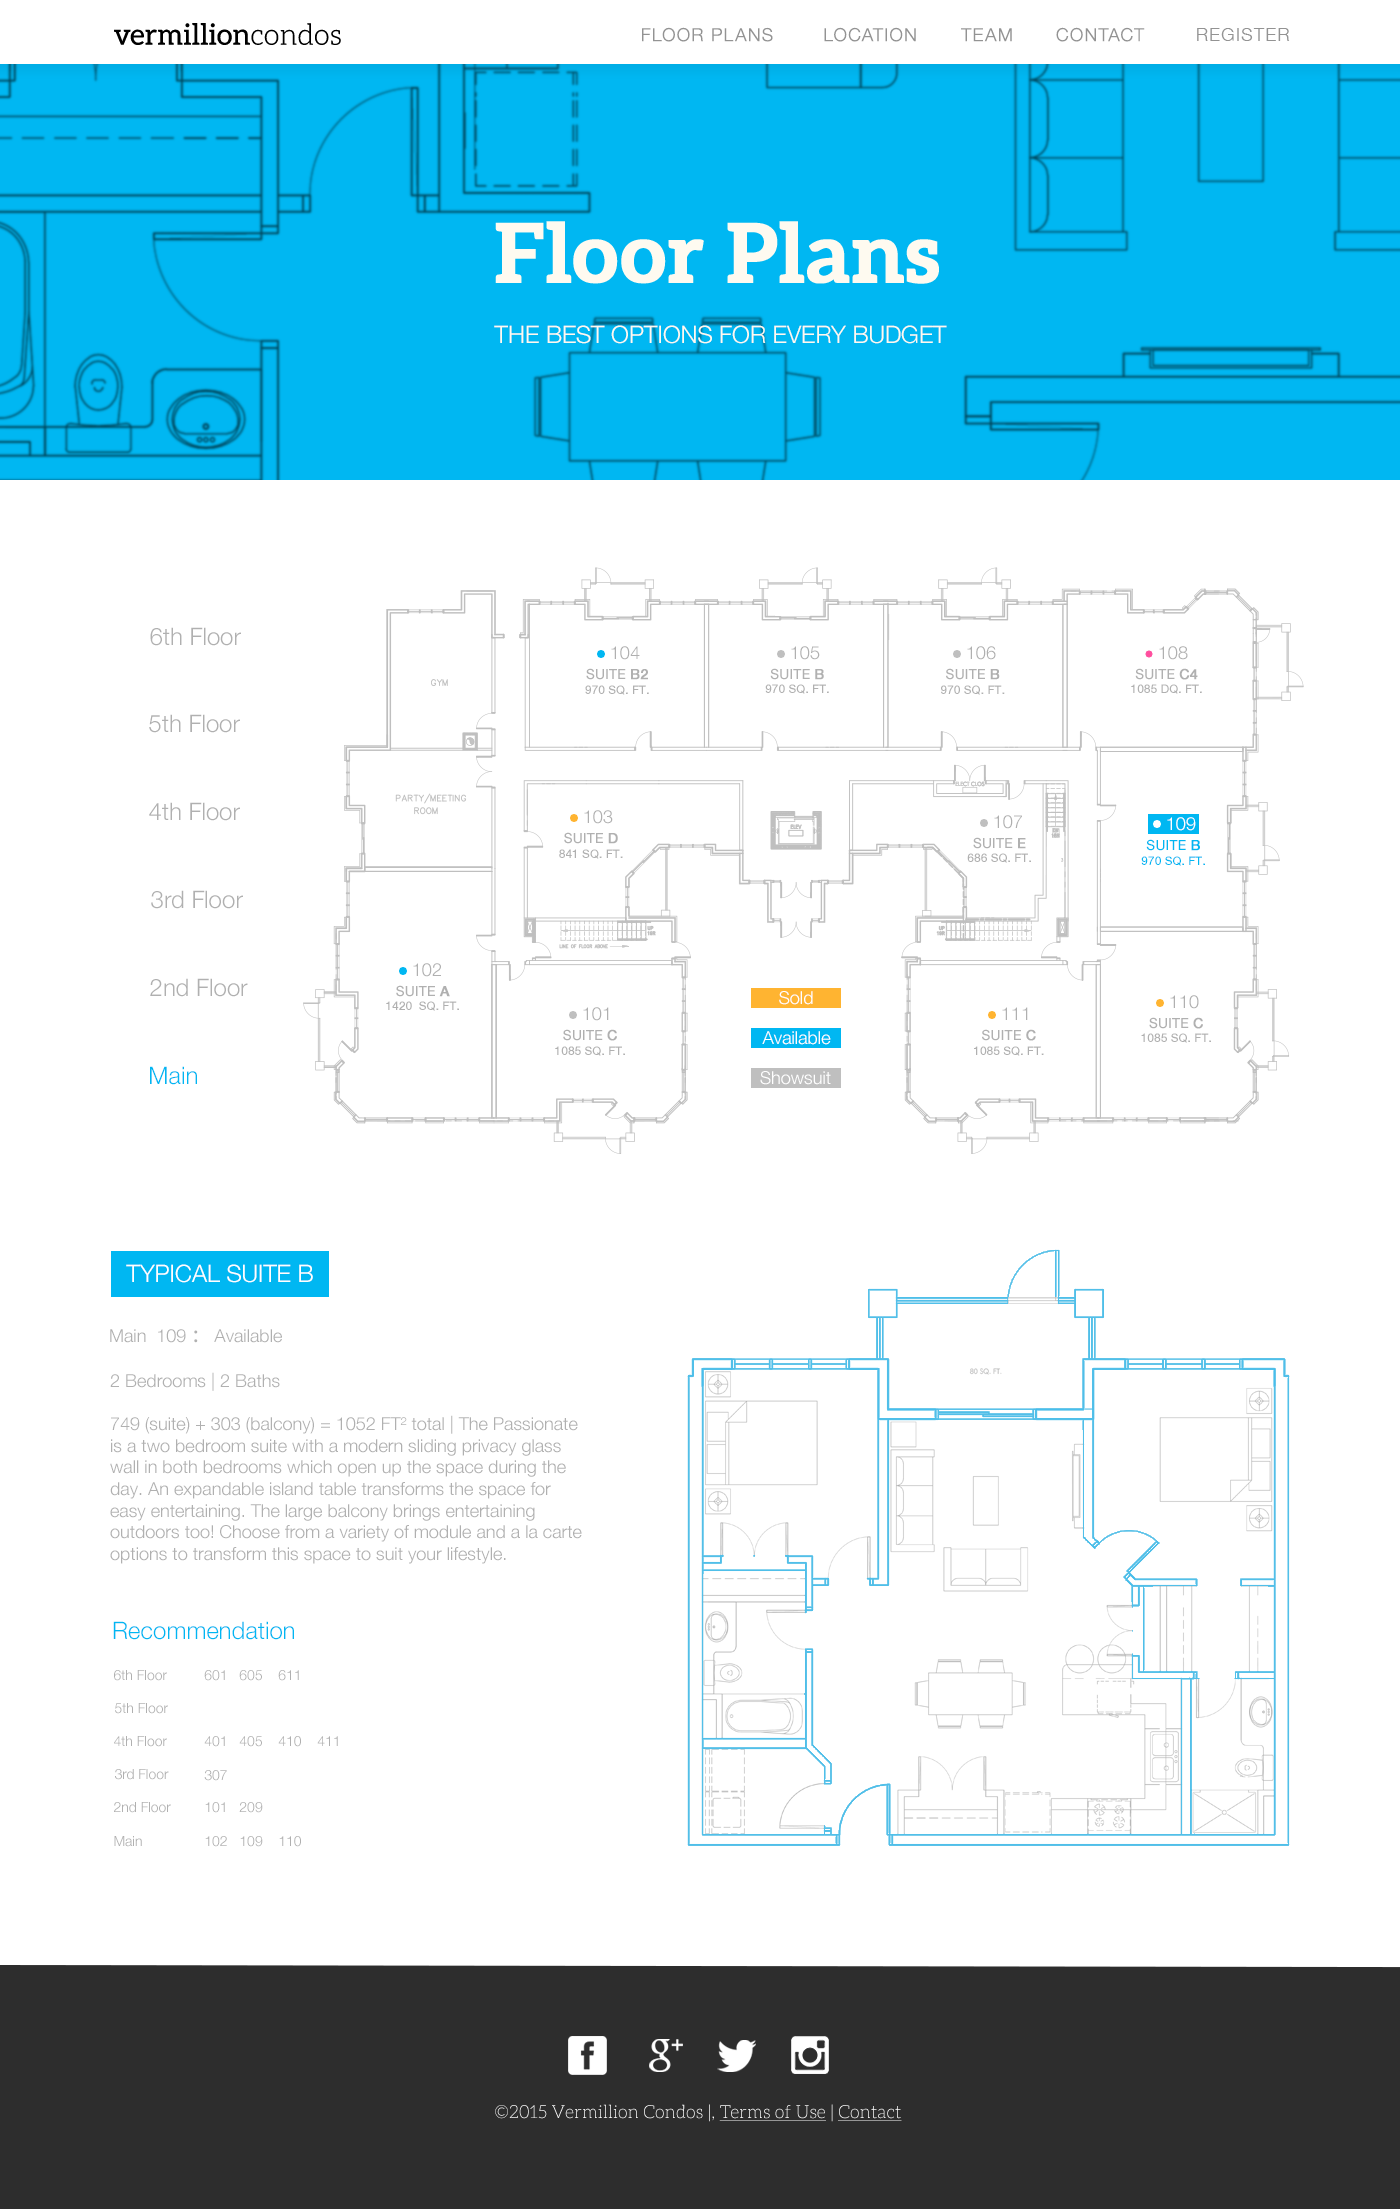 vermillioncondos
FLOOR PLANS LOCATION TEAM CONTACT REGISTER
Floor Plans
THE BEST OPTIONS FOR EVERY BUDGET
6th Floor
5th Floor
4th Floor
3rd Floor
2nd Floor
Main
GYM
PARTY/MEETING
ROOM
104
SUITE B2
970 SQ. FT.
105
SUITE B
970 SQ. FT.
106
SUITE B
970 SQ. FT.
108
SUITE C4
1085 DQ. FT.
103
SUITE D
841 SQ. FT.
ELEV
ELECT CLOS
107
SUITE E
686 SQ. FT.
109
SUITE B
970 SQ. FT.
UP
LINE OF FLOOR ABOVE
UP
102
SUITE A
1420 SQ. FT.
101
SUITE C
1085 SQ. FT.
Sold
Available
Showsuit
111
SUITE C
1085 SQ. FT.
110
SUITE C
1085 SQ. FT.
TYPICAL SUITE B
Main 109 : Available
2 Bedrooms | 2 Baths
749 (suite) + 303 (balcony) = 1052 FT² total | The Passionate
is a two bedroom suite with a modern sliding privacy glass
wall in both bedrooms which open up the space during the
day. An expandable island table transforms the space for
easy entertaining. The large balcony brings entertaining
outdoors too! Choose from a variety of module and a la carte
options to transform this space to suit your lifestyle.
80 SQ. FT.
Recommendation
6th Floor 601 605 611
5th Floor
4th Floor 401 405 410 411
3rd Floor 307
2nd Floor 101 209
Main 102 109 110
f g+
©2015 Vermillion Condos |, Terms of Use | Contact